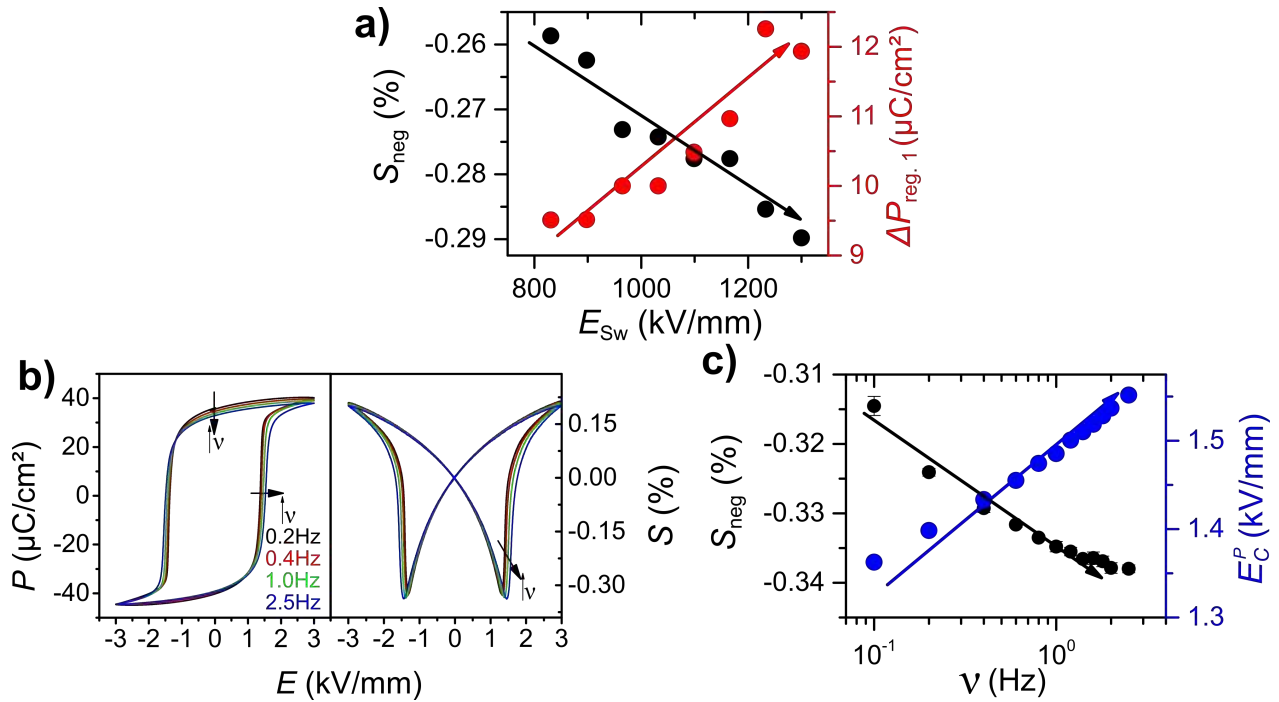 a)
-0.26
-0.27
-0.28
-0.29
S_neg (%)
12
11
10
9
ΔP_reg. 1 (μC/cm²)
800 1000 1200
E_Sw (kV/mm)
b)
40
20
0
-20
-40
P (μC/cm²)
ν
ν
0.2Hz
0.4Hz
1.0Hz
2.5Hz
-3 -2 -1 0 1 2 3
ν
0.15
0.00
-0.15
-0.30
S (%)
-3 -2 -1 0 1 2 3
E (kV/mm)
c)
-0.31
-0.32
-0.33
-0.34
S_neg (%)
1.5
1.4
1.3
E_C^P (kV/mm)
10⁻¹ 10⁰
ν (Hz)